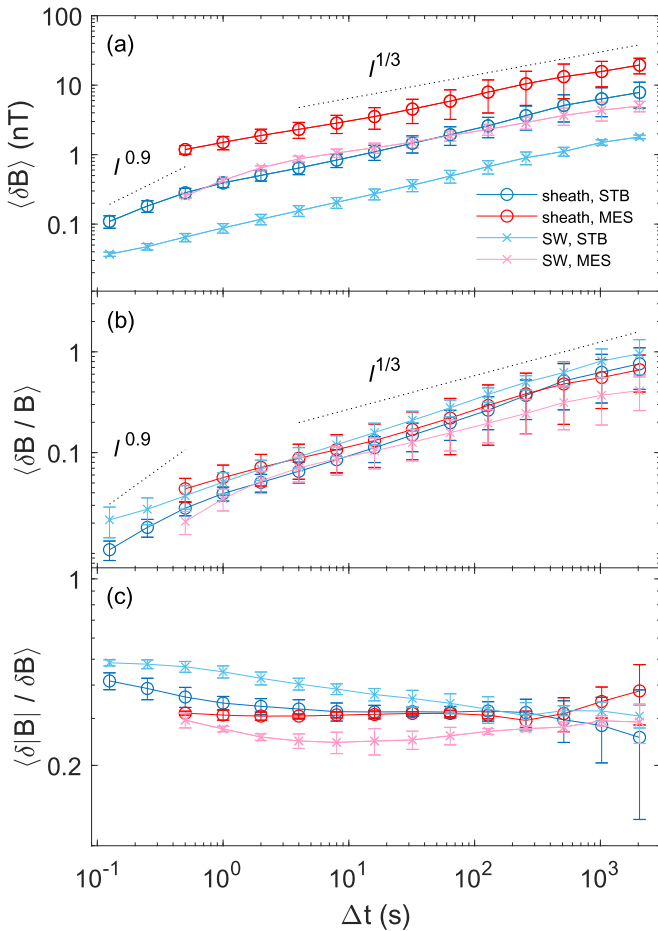 (a)
100
10
1
0.1
⟨δB⟩ (nT)
l^0.9
l^1/3
sheath, STB
sheath, MES
SW, STB
SW, MES
(b)
1
0.1
⟨δB / B⟩
l^0.9
l^1/3
(c)
1
0.2
⟨δ|B| / δB⟩
10^-1 10^0 10^1 10^2 10^3
Δt (s)